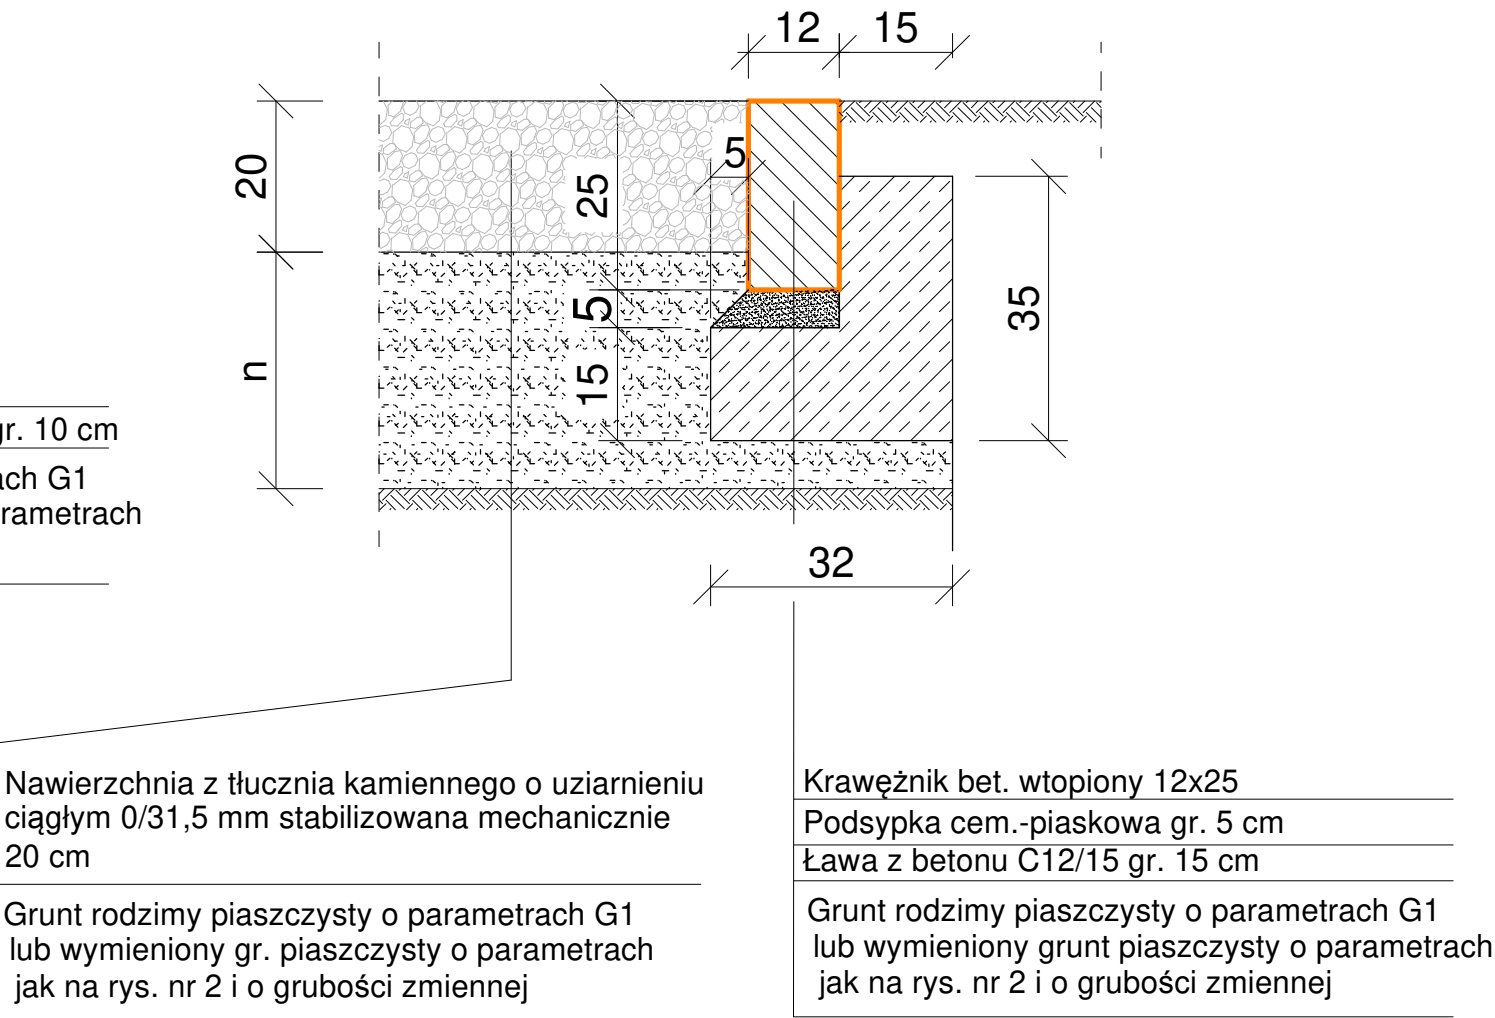 12
15
5
20
25
5
35
n
15
gr. 10 cm
ach G1
rametrach
32
Nawierzchnia z tłucznia kamiennego o uziarnieniu
ciągłym 0/31,5 mm stabilizowana mechanicznie
20 cm
Grunt rodzimy piaszczysty o parametrach G1
lub wymieniony gr. piaszczysty o parametrach
jak na rys. nr 2 i o grubości zmiennej
Krawężnik bet. wtopiony 12x25
Podsypka cem.-piaskowa gr. 5 cm
Ława z betonu C12/15 gr. 15 cm
Grunt rodzimy piaszczysty o parametrach G1
lub wymieniony grunt piaszczysty o parametrach
jak na rys. nr 2 i o grubości zmiennej